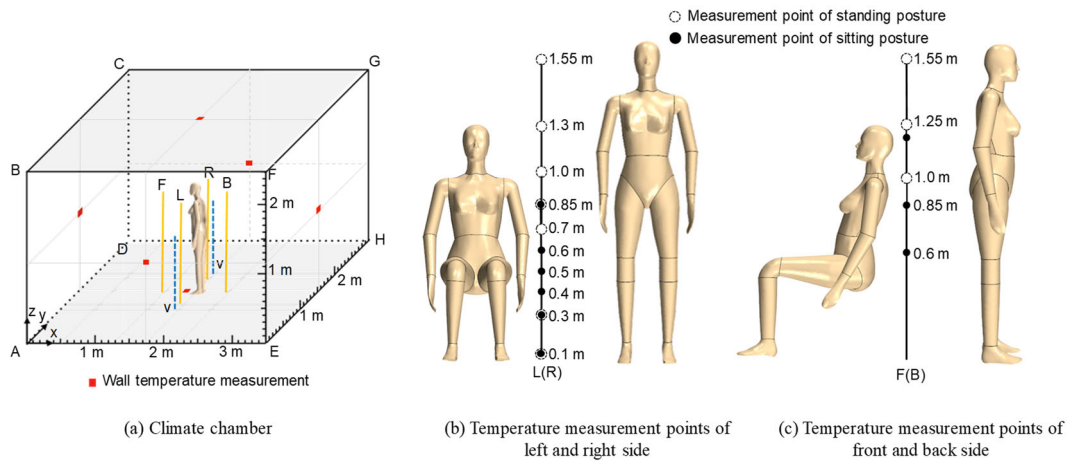 Measurement point of standing posture
Measurement point of sitting posture
C
G
B
F
F
L
R
B
2 m
D
H
1 m
v
v
2 m
1 m
z
y
x
A
1 m
2 m
3 m
E
Wall temperature measurement
(a) Climate chamber
1.55 m
1.3 m
1.0 m
0.85 m
0.7 m
0.6 m
0.5 m
0.4 m
0.3 m
0.1 m
L(R)
(b) Temperature measurement points of
left and right side
1.55 m
1.25 m
1.0 m
0.85 m
0.6 m
F(B)
(c) Temperature measurement points of
front and back side